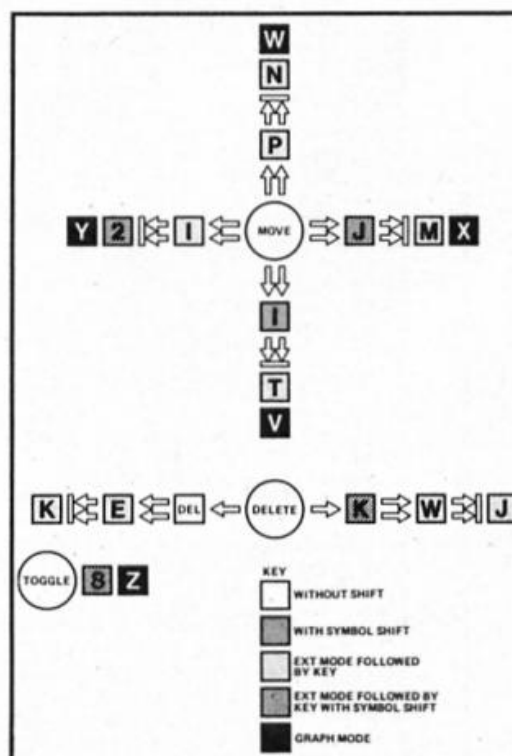 W
N
P
Y 2 I MOVE J M X
I
T
V
K E DEL DELETE K W J
TOGGLE 8 Z
KEY
WITHOUT SHIFT
WITH SYMBOL SHIFT
EXT MODE FOLLOWED
BY KEY
EXT MODE FOLLOWED BY
KEY WITH SYMBOL SHIFT
GRAPH MODE